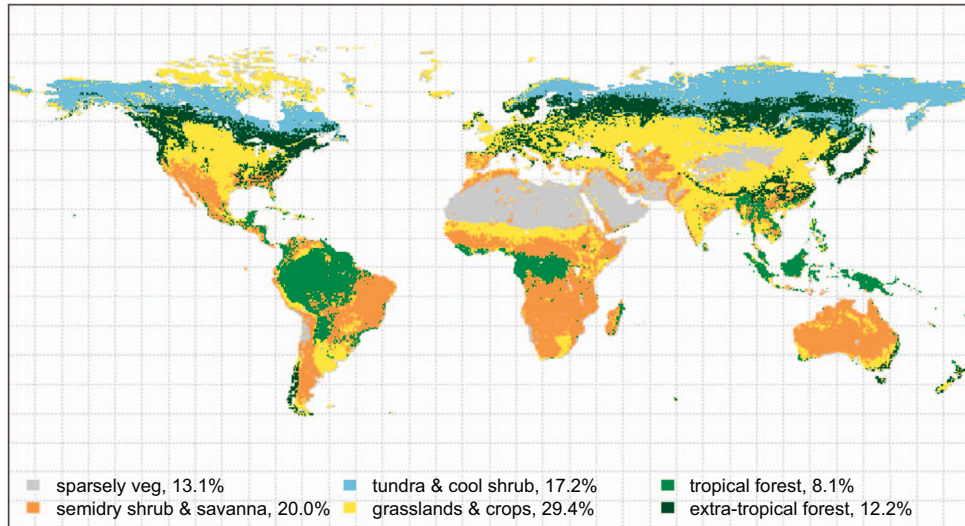 sparsely veg, 13.1% tundra & cool shrub, 17.2% tropical forest, 8.1%
semidry shrub & savanna, 20.0% grasslands & crops, 29.4% extra-tropical forest, 12.2%